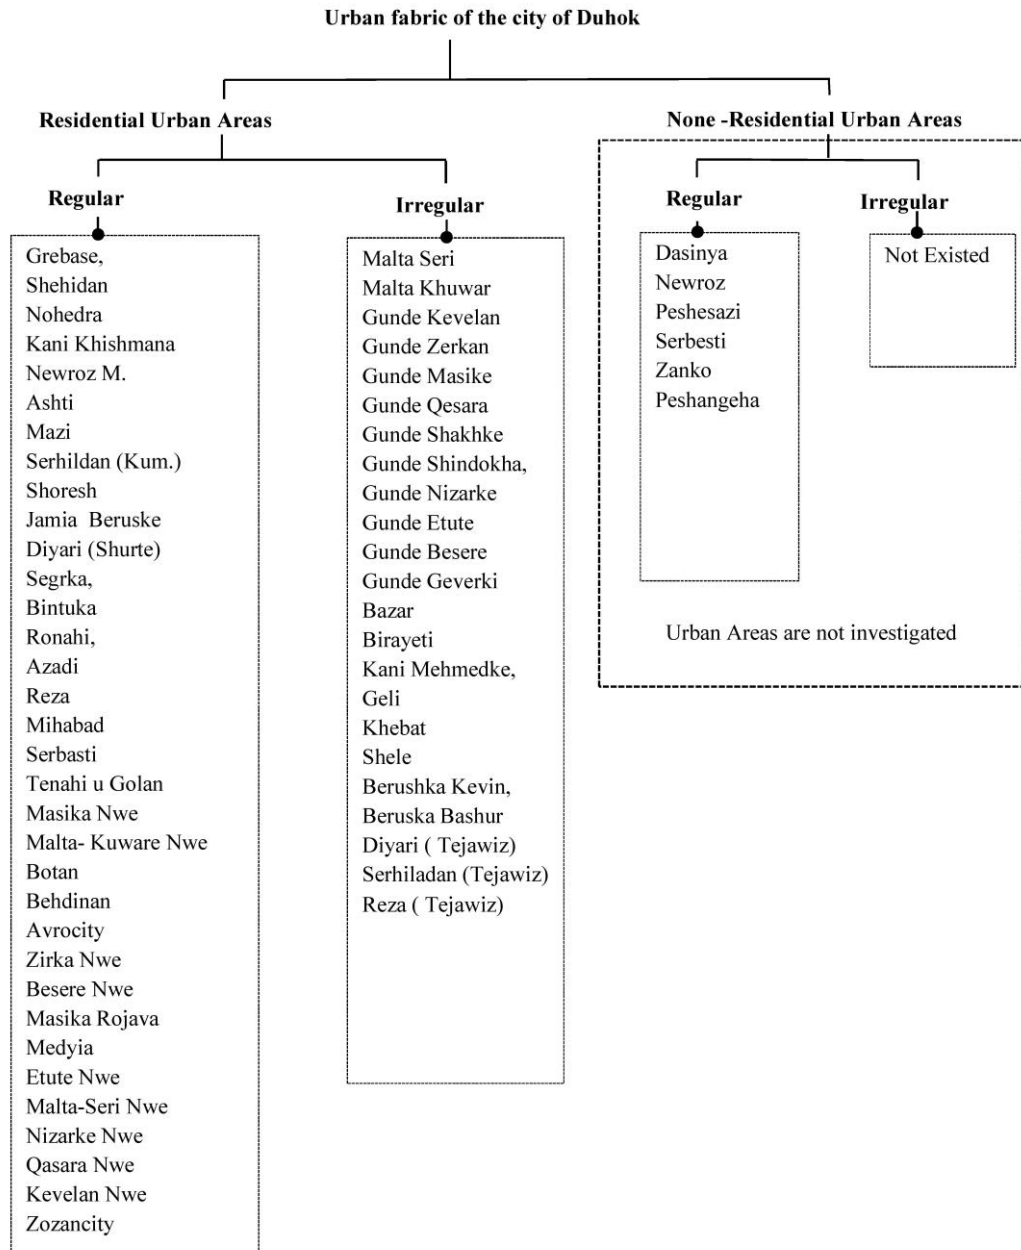 Urban fabric of the city of Duhok
Residential Urban Areas
None -Residential Urban Areas
Regular
Grebase,
Shehidan
Nohedra
Kani Khishmana
Newroz M.
Ashti
Mazi
Serhildan (Kum.)
Shoresh
Jamia Beruske
Diyari (Shurte)
Segrka,
Bintuka
Ronahi,
Azadi
Reza
Mihabad
Serbasti
Tenahi u Golan
Masika Nwe
Malta- Kuware Nwe
Botan
Behdinan
Avrocity
Zirka Nwe
Besere Nwe
Masika Rojava
Medyia
Etute Nwe
Malta-Seri Nwe
Nizarke Nwe
Qasara Nwe
Kevelan Nwe
Zozancity
Irregular
Malta Seri
Malta Khuwar
Gunde Kevelan
Gunde Zerkan
Gunde Masike
Gunde Qesara
Gunde Shakhke
Gunde Shindokha,
Gunde Nizarke
Gunde Etute
Gunde Besere
Gunde Geverki
Bazar
Birayeti
Kani Mehmedke,
Geli
Khebat
Shele
Berushka Kevin,
Beruska Bashur
Diyari ( Tejawiz)
Serhiladan (Tejawiz)
Reza ( Tejawiz)
Regular
Dasinya
Newroz
Peshesazi
Serbesti
Zanko
Peshangeha
Irregular
Not Existed
Urban Areas are not investigated